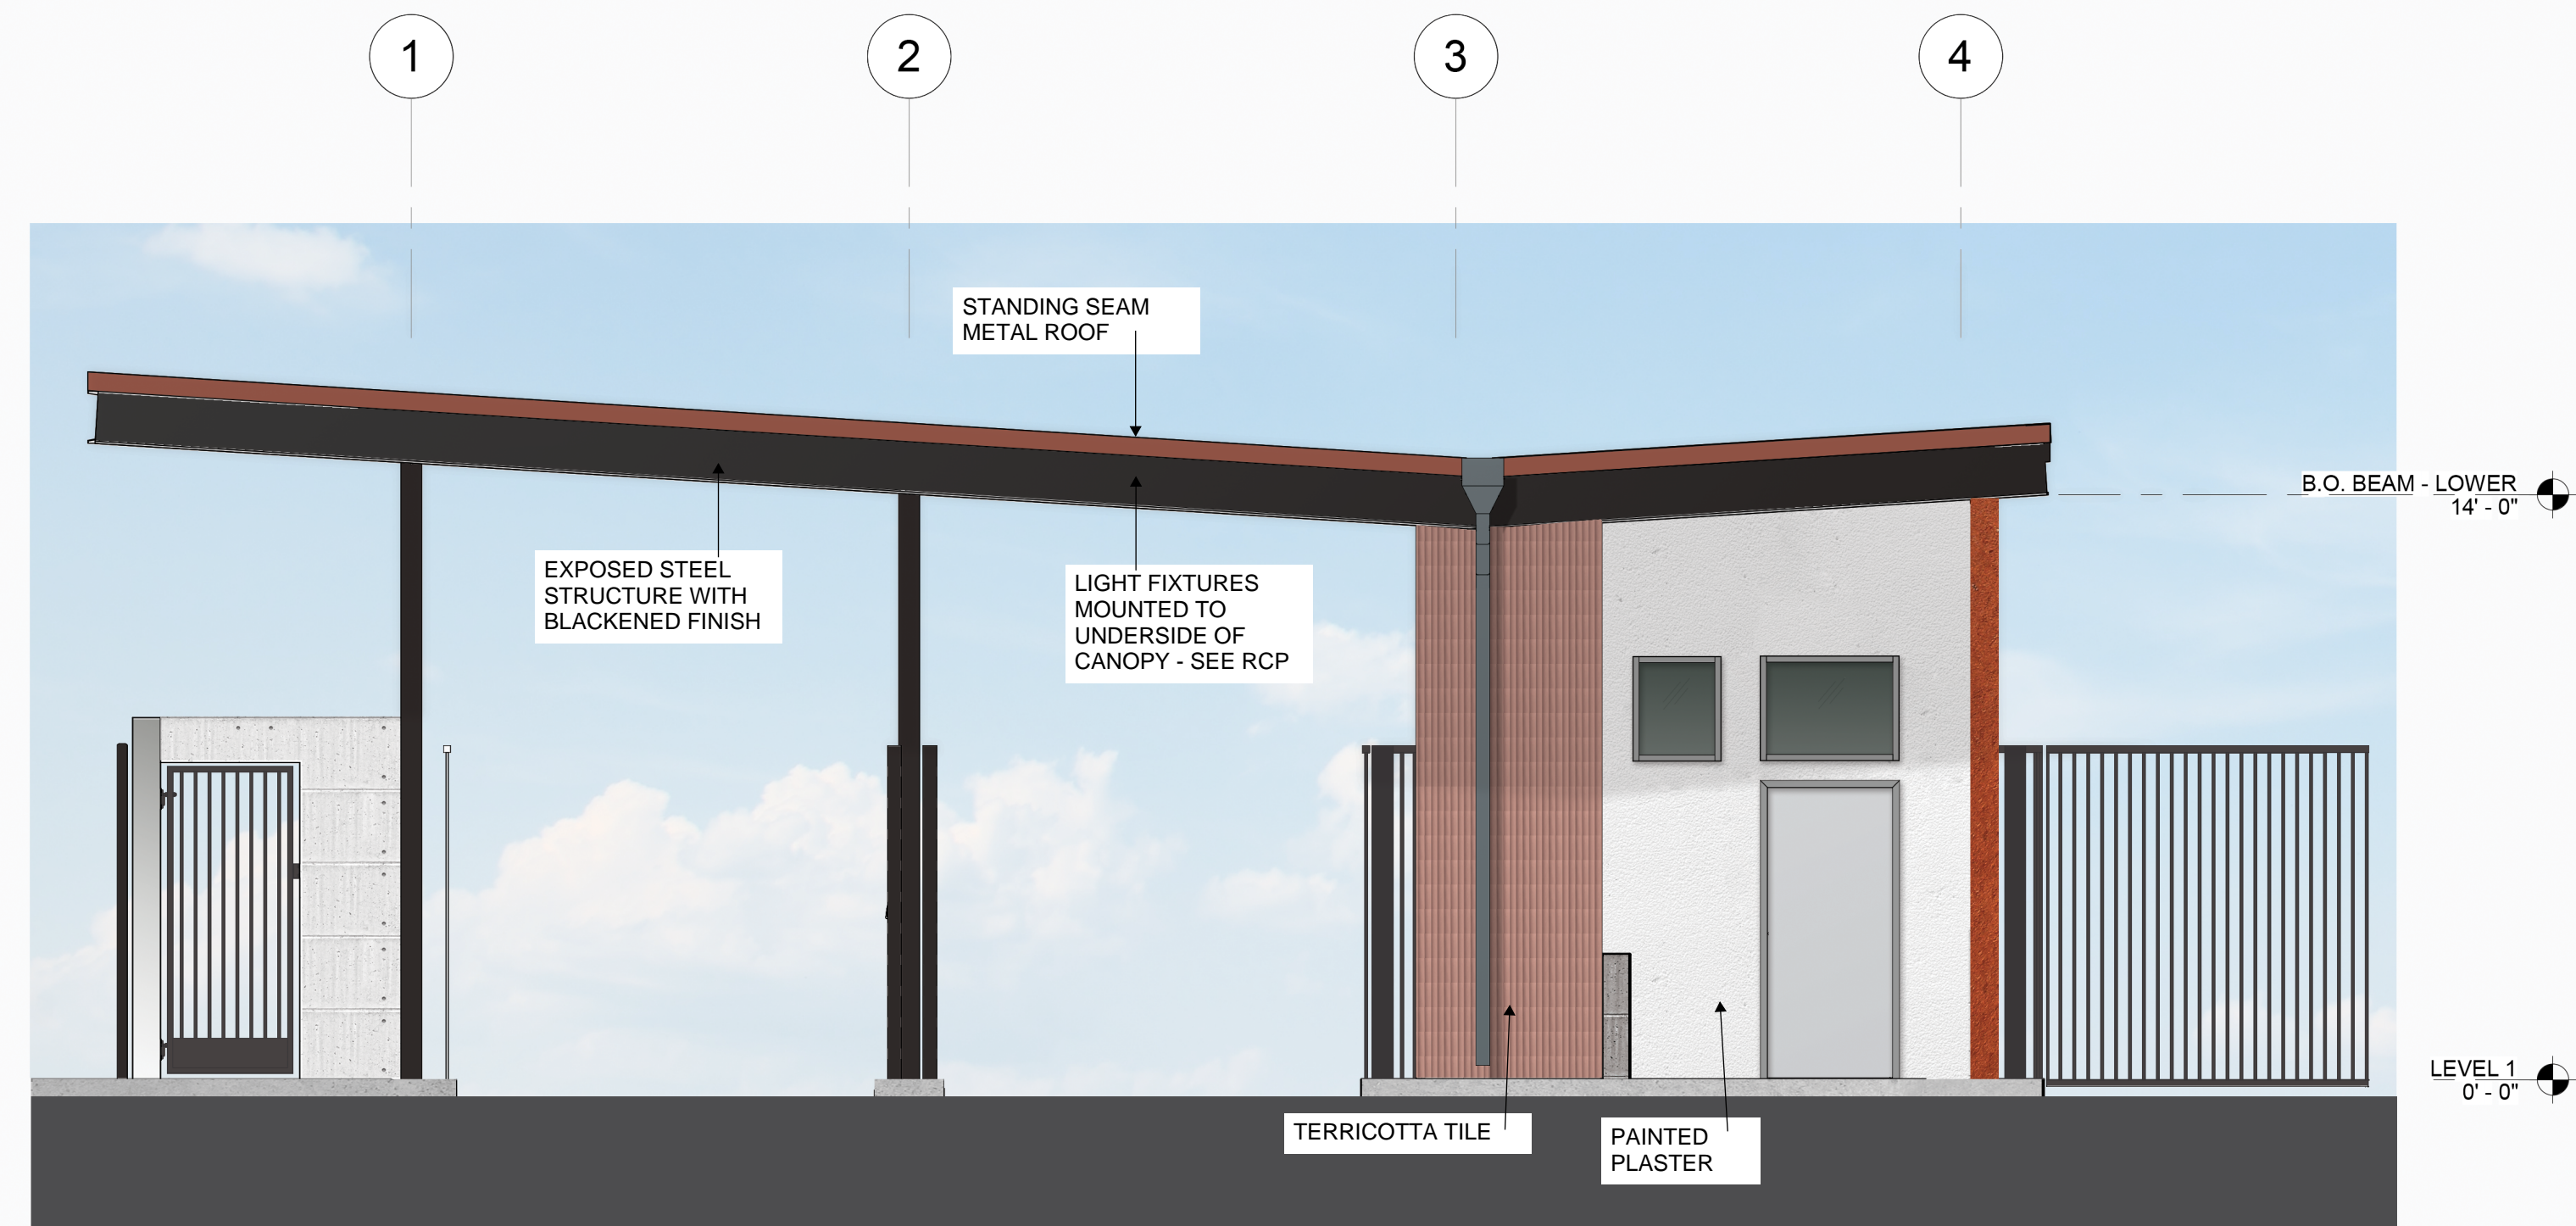 1
2
3
4
STANDING SEAM
METAL ROOF
B.O. BEAM - LOWER
14' - 0"
EXPOSED STEEL
STRUCTURE WITH
BLACKENED FINISH
LIGHT FIXTURES
MOUNTED TO
UNDERSIDE OF
CANOPY - SEE RCP
LEVEL 1
0' - 0"
TERRICOTTA TILE
PAINTED
PLASTER